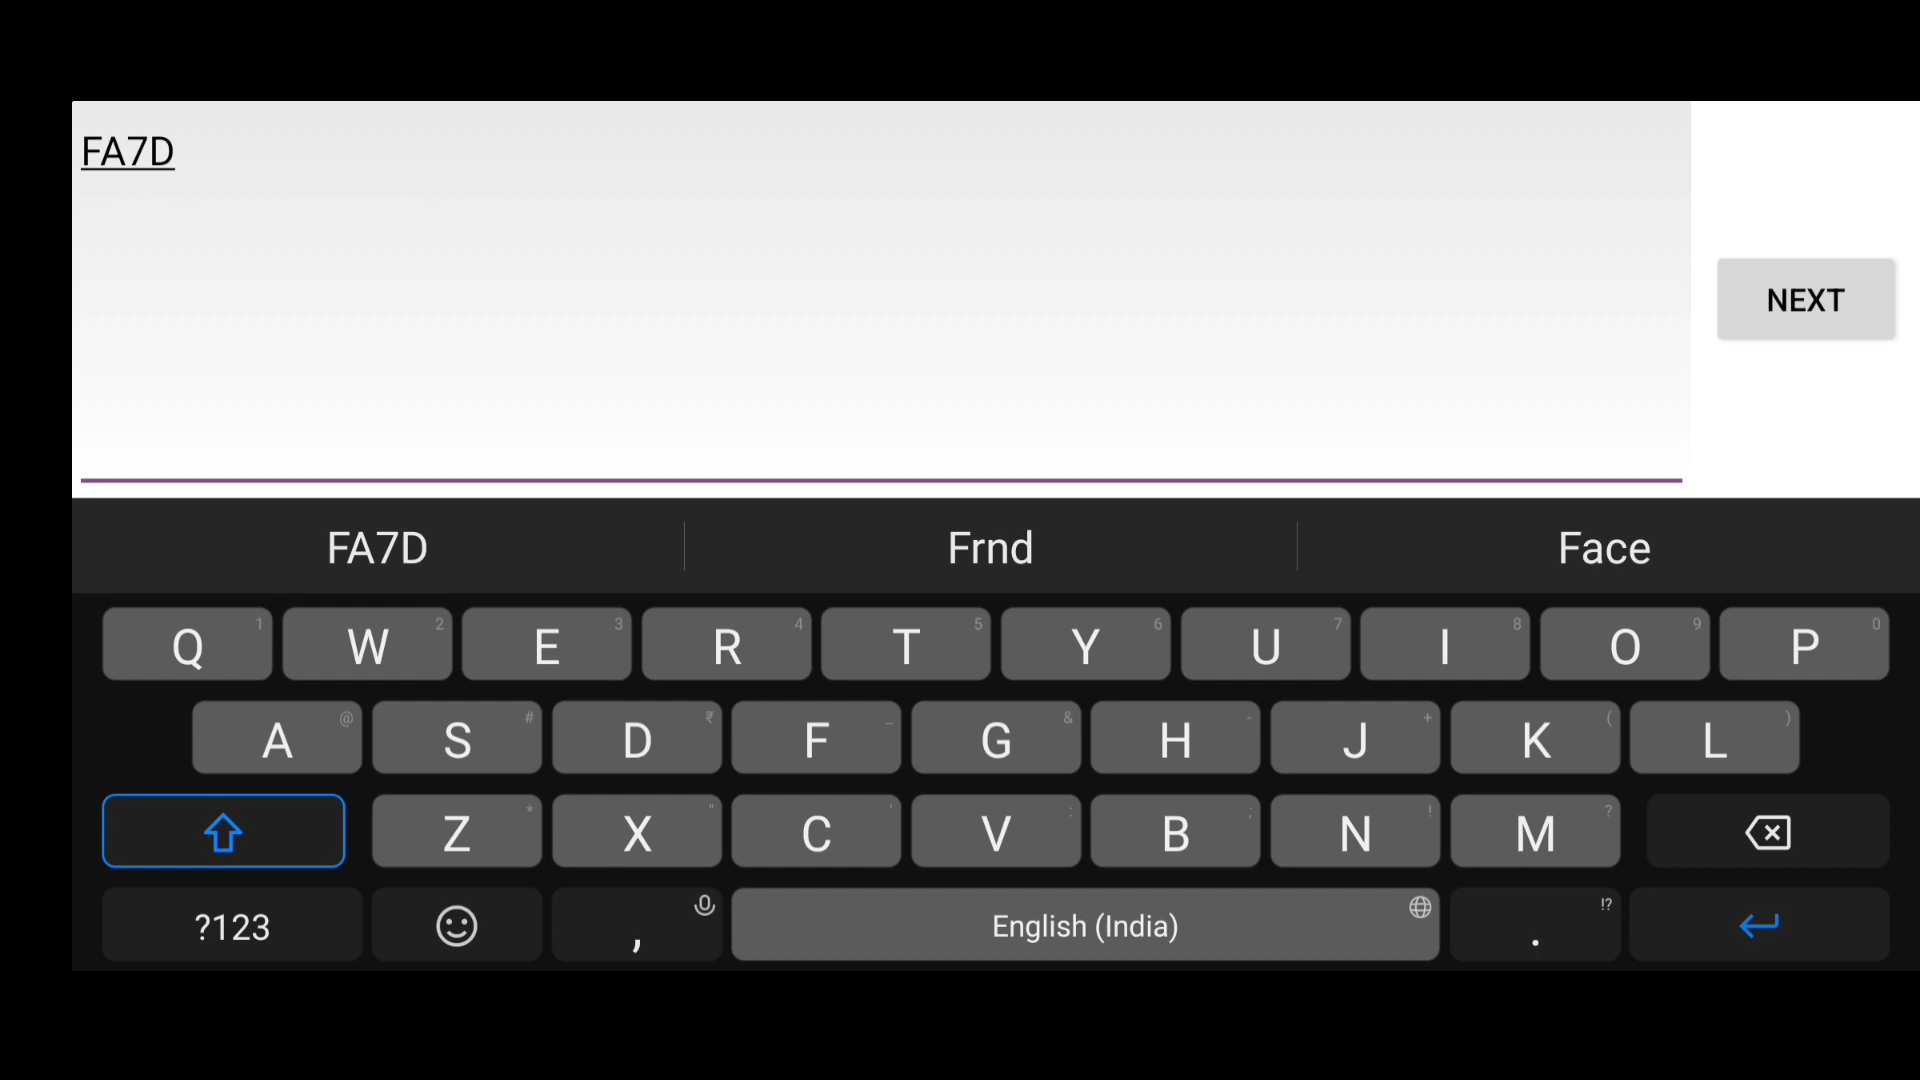 FA7D
NEXT
FA7D Frnd Face
Q 1 W 2 E 3 R 4 T 5 Y 6 U 7 I 8 O 9 P 0
A @ S # D ₹ F _ G & H - J + K ( L )
Z * X " C ' V : B ; N ! M ?
?123 , English (India) . !?